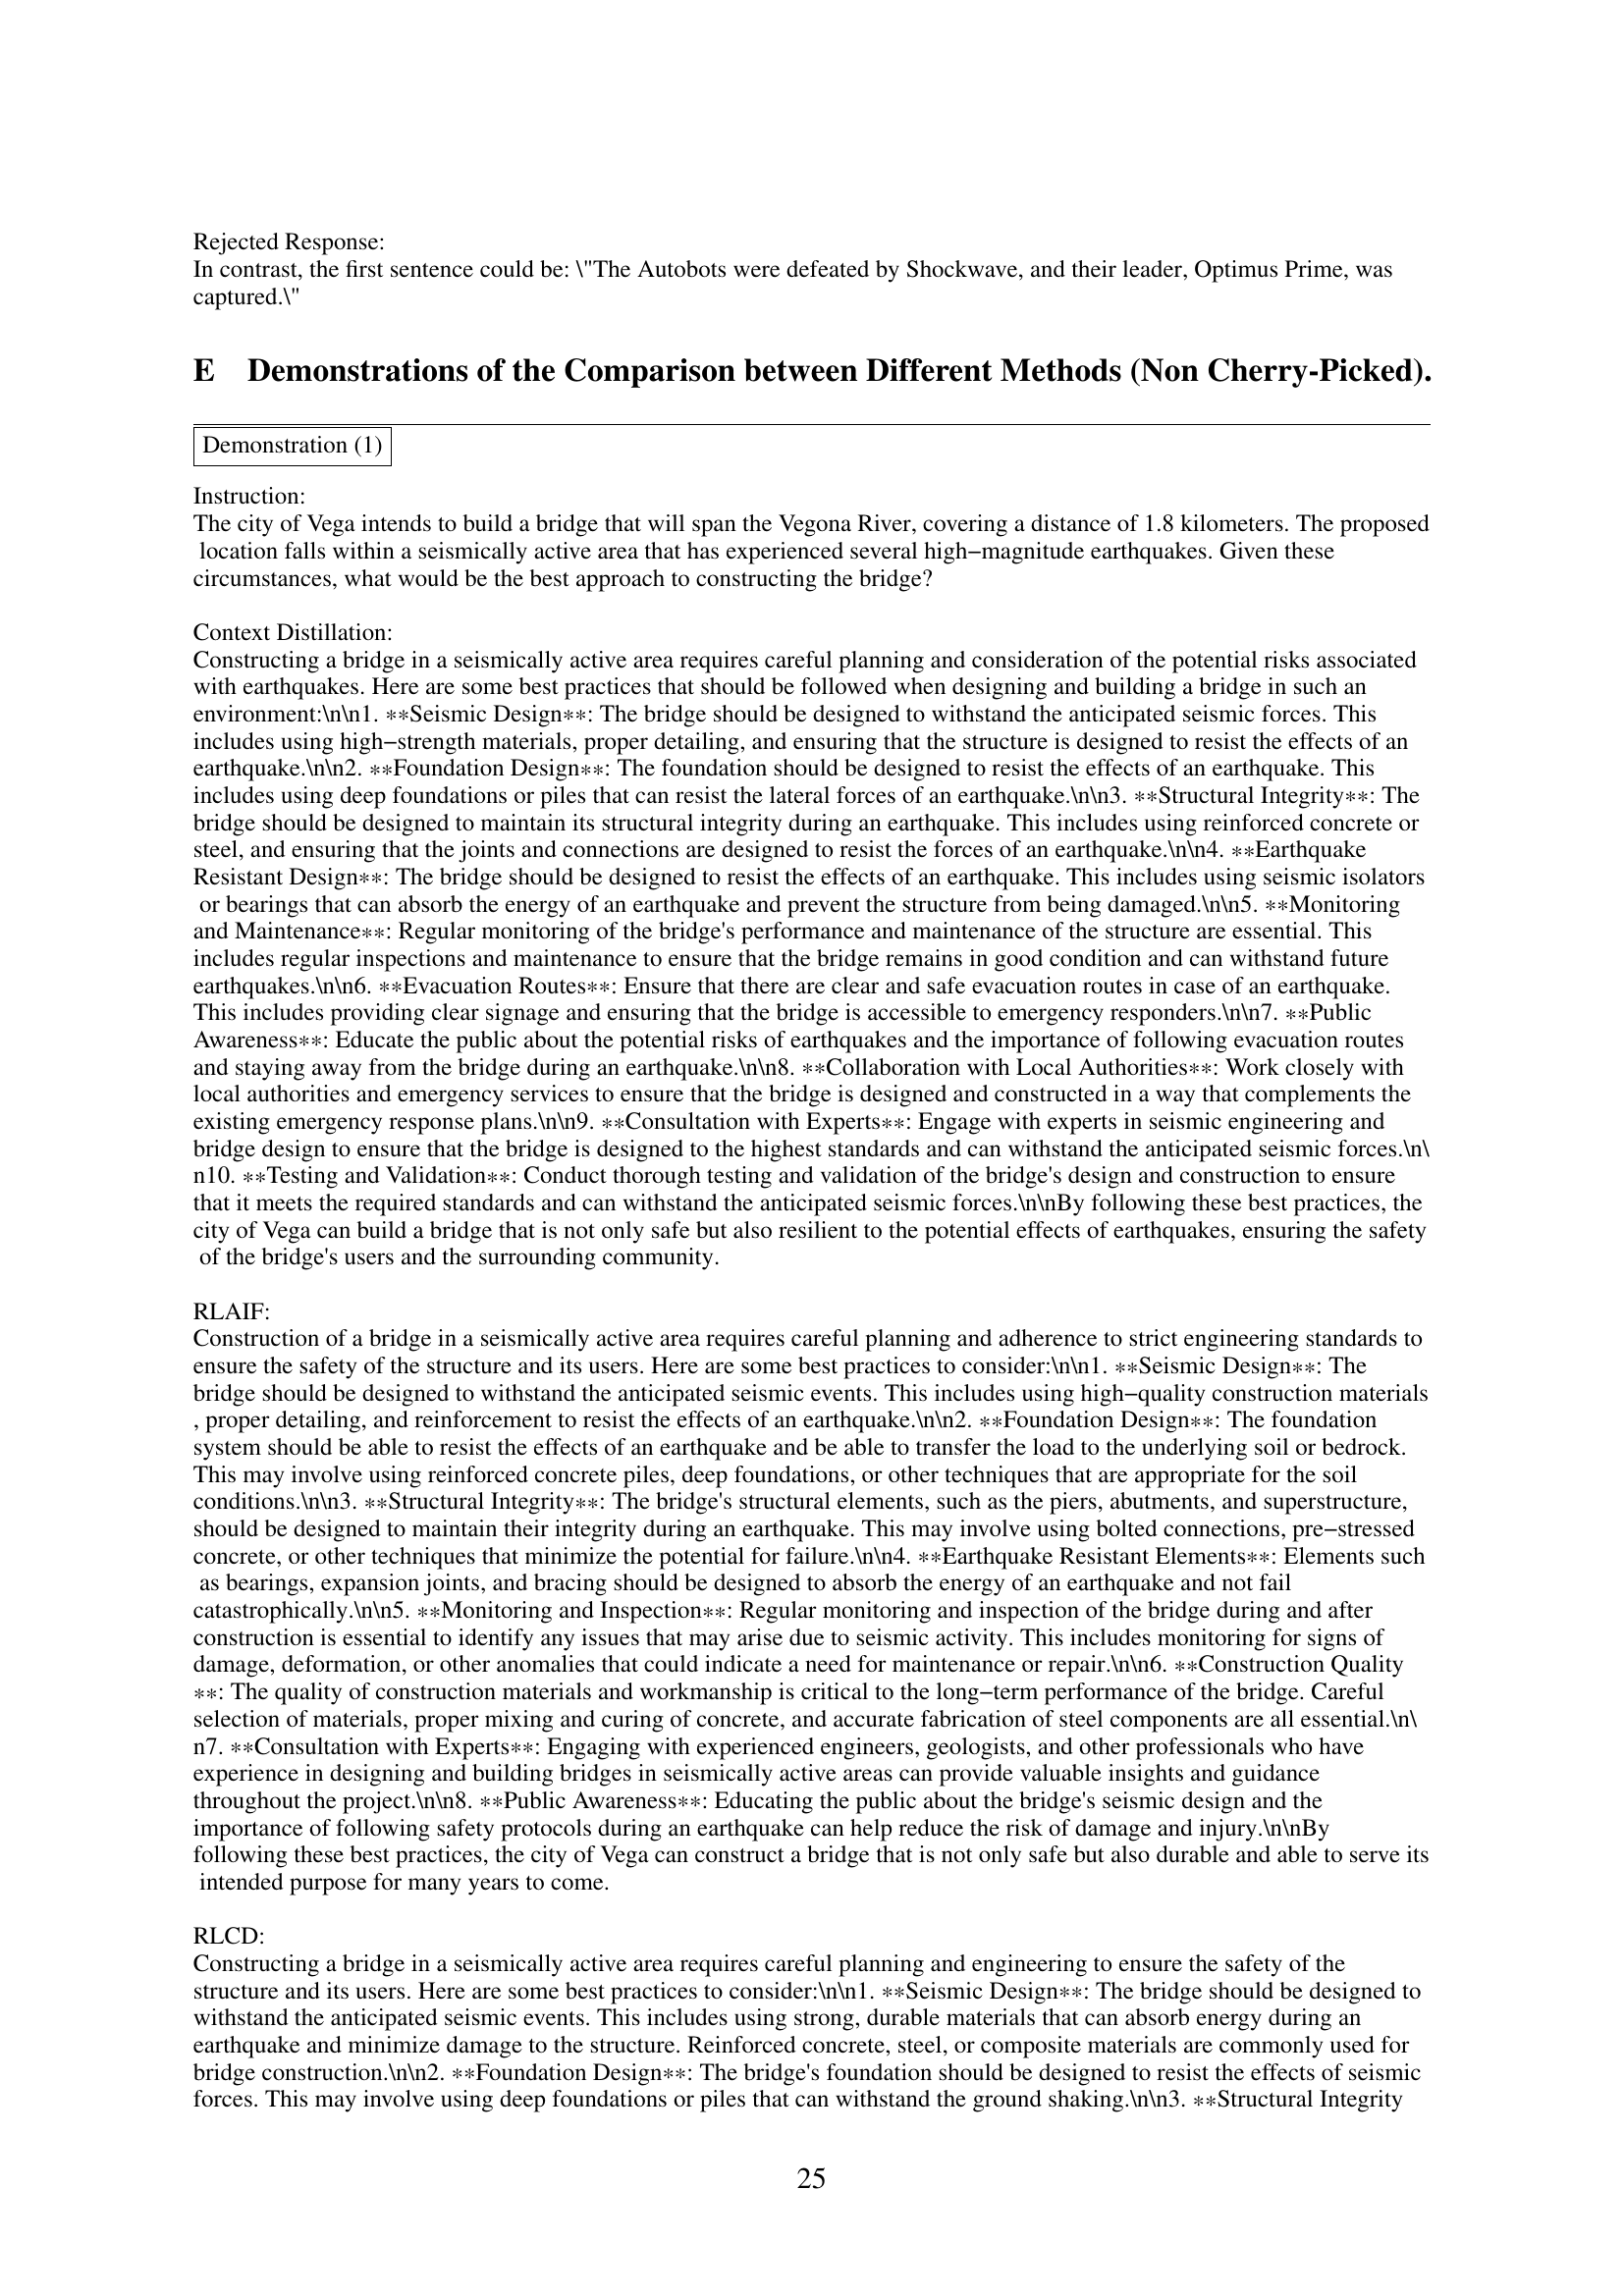 Rejected Response:
In contrast, the first sentence could be: \"The Autobots were defeated by Shockwave, and their leader, Optimus Prime, was
captured.\"
E Demonstrations of the Comparison between Different Methods (Non Cherry-Picked).
Demonstration (1)
Instruction:
The city of Vega intends to build a bridge that will span the Vegona River, covering a distance of 1.8 kilometers. The proposed
location falls within a seismically active area that has experienced several high−magnitude earthquakes. Given these
circumstances, what would be the best approach to constructing the bridge?
Context Distillation:
Constructing a bridge in a seismically active area requires careful planning and consideration of the potential risks associated
with earthquakes. Here are some best practices that should be followed when designing and building a bridge in such an
environment:\n\n1. **Seismic Design**: The bridge should be designed to withstand the anticipated seismic forces. This
includes using high−strength materials, proper detailing, and ensuring that the structure is designed to resist the effects of an
earthquake.\n\n2. **Foundation Design**: The foundation should be designed to resist the effects of an earthquake. This
includes using deep foundations or piles that can resist the lateral forces of an earthquake.\n\n3. **Structural Integrity**: The
bridge should be designed to maintain its structural integrity during an earthquake. This includes using reinforced concrete or
steel, and ensuring that the joints and connections are designed to resist the forces of an earthquake.\n\n4. **Earthquake
Resistant Design**: The bridge should be designed to resist the effects of an earthquake. This includes using seismic isolators
or bearings that can absorb the energy of an earthquake and prevent the structure from being damaged.\n\n5. **Monitoring
and Maintenance**: Regular monitoring of the bridge's performance and maintenance of the structure are essential. This
includes regular inspections and maintenance to ensure that the bridge remains in good condition and can withstand future
earthquakes.\n\n6. **Evacuation Routes**: Ensure that there are clear and safe evacuation routes in case of an earthquake.
This includes providing clear signage and ensuring that the bridge is accessible to emergency responders.\n\n7. **Public
Awareness**: Educate the public about the potential risks of earthquakes and the importance of following evacuation routes
and staying away from the bridge during an earthquake.\n\n8. **Collaboration with Local Authorities**: Work closely with
local authorities and emergency services to ensure that the bridge is designed and constructed in a way that complements the
existing emergency response plans.\n\n9. **Consultation with Experts**: Engage with experts in seismic engineering and
bridge design to ensure that the bridge is designed to the highest standards and can withstand the anticipated seismic forces.\n\
n10. **Testing and Validation**: Conduct thorough testing and validation of the bridge's design and construction to ensure
that it meets the required standards and can withstand the anticipated seismic forces.\n\nBy following these best practices, the
city of Vega can build a bridge that is not only safe but also resilient to the potential effects of earthquakes, ensuring the safety
of the bridge's users and the surrounding community.
RLAIF:
Construction of a bridge in a seismically active area requires careful planning and adherence to strict engineering standards to
ensure the safety of the structure and its users. Here are some best practices to consider:\n\n1. **Seismic Design**: The
bridge should be designed to withstand the anticipated seismic events. This includes using high−quality construction materials
, proper detailing, and reinforcement to resist the effects of an earthquake.\n\n2. **Foundation Design**: The foundation
system should be able to resist the effects of an earthquake and be able to transfer the load to the underlying soil or bedrock.
This may involve using reinforced concrete piles, deep foundations, or other techniques that are appropriate for the soil
conditions.\n\n3. **Structural Integrity**: The bridge's structural elements, such as the piers, abutments, and superstructure,
should be designed to maintain their integrity during an earthquake. This may involve using bolted connections, pre−stressed
concrete, or other techniques that minimize the potential for failure.\n\n4. **Earthquake Resistant Elements**: Elements such
as bearings, expansion joints, and bracing should be designed to absorb the energy of an earthquake and not fail
catastrophically.\n\n5. **Monitoring and Inspection**: Regular monitoring and inspection of the bridge during and after
construction is essential to identify any issues that may arise due to seismic activity. This includes monitoring for signs of
damage, deformation, or other anomalies that could indicate a need for maintenance or repair.\n\n6. **Construction Quality
**: The quality of construction materials and workmanship is critical to the long−term performance of the bridge. Careful
selection of materials, proper mixing and curing of concrete, and accurate fabrication of steel components are all essential.\n\
n7. **Consultation with Experts**: Engaging with experienced engineers, geologists, and other professionals who have
experience in designing and building bridges in seismically active areas can provide valuable insights and guidance
throughout the project.\n\n8. **Public Awareness**: Educating the public about the bridge's seismic design and the
importance of following safety protocols during an earthquake can help reduce the risk of damage and injury.\n\nBy
following these best practices, the city of Vega can construct a bridge that is not only safe but also durable and able to serve its
intended purpose for many years to come.
RLCD:
Constructing a bridge in a seismically active area requires careful planning and engineering to ensure the safety of the
structure and its users. Here are some best practices to consider:\n\n1. **Seismic Design**: The bridge should be designed to
withstand the anticipated seismic events. This includes using strong, durable materials that can absorb energy during an
earthquake and minimize damage to the structure. Reinforced concrete, steel, or composite materials are commonly used for
bridge construction.\n\n2. **Foundation Design**: The bridge's foundation should be designed to resist the effects of seismic
forces. This may involve using deep foundations or piles that can withstand the ground shaking.\n\n3. **Structural Integrity
25